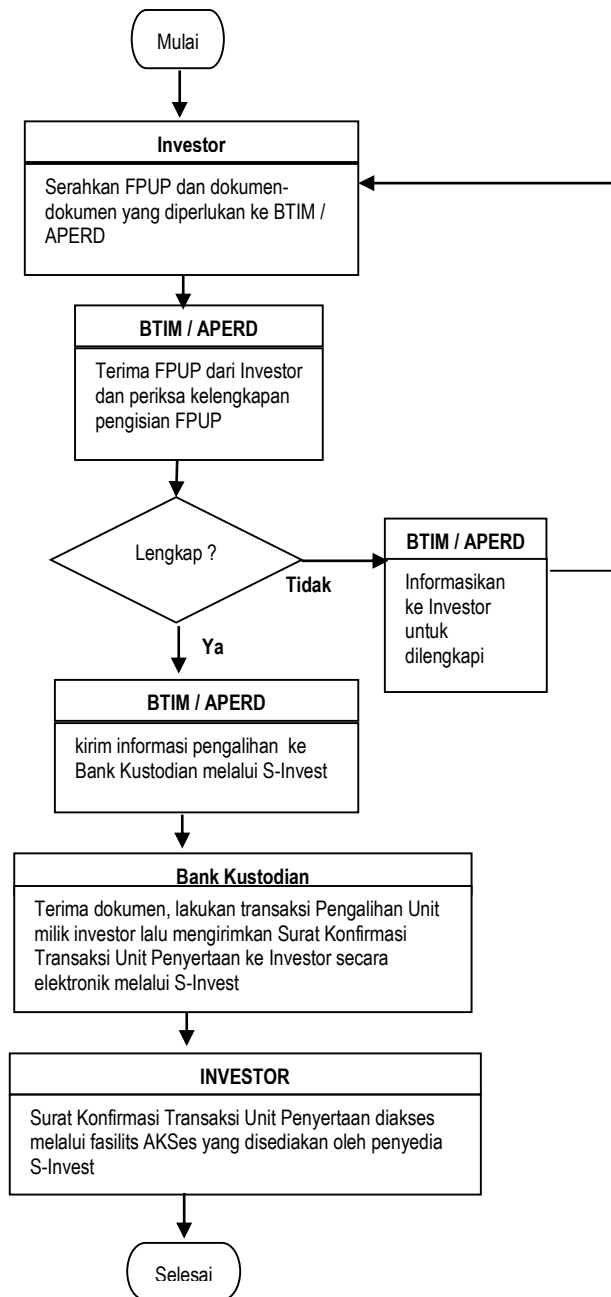 Mulai
Investor
Serahkan FPUP dan dokumen-
dokumen yang diperlukan ke BTIM /
APERD
BTIM / APERD
Terima FPUP dari Investor
dan periksa kelengkapan
pengisian FPUP
Lengkap ?
Tidak
BTIM / APERD
Informasikan
ke Investor
untuk
dilengkapi
Ya
BTIM / APERD
kirim informasi pengalihan ke
Bank Kustodian melalui S-Invest
Bank Kustodian
Terima dokumen, lakukan transaksi Pengalihan Unit
milik investor lalu mengirimkan Surat Konfirmasi
Transaksi Unit Penyertaan ke Investor secara
elektronik melalui S-Invest
INVESTOR
Surat Konfirmasi Transaksi Unit Penyertaan diakses
melalui fasilits AKSes yang disediakan oleh penyedia
S-Invest
Selesai